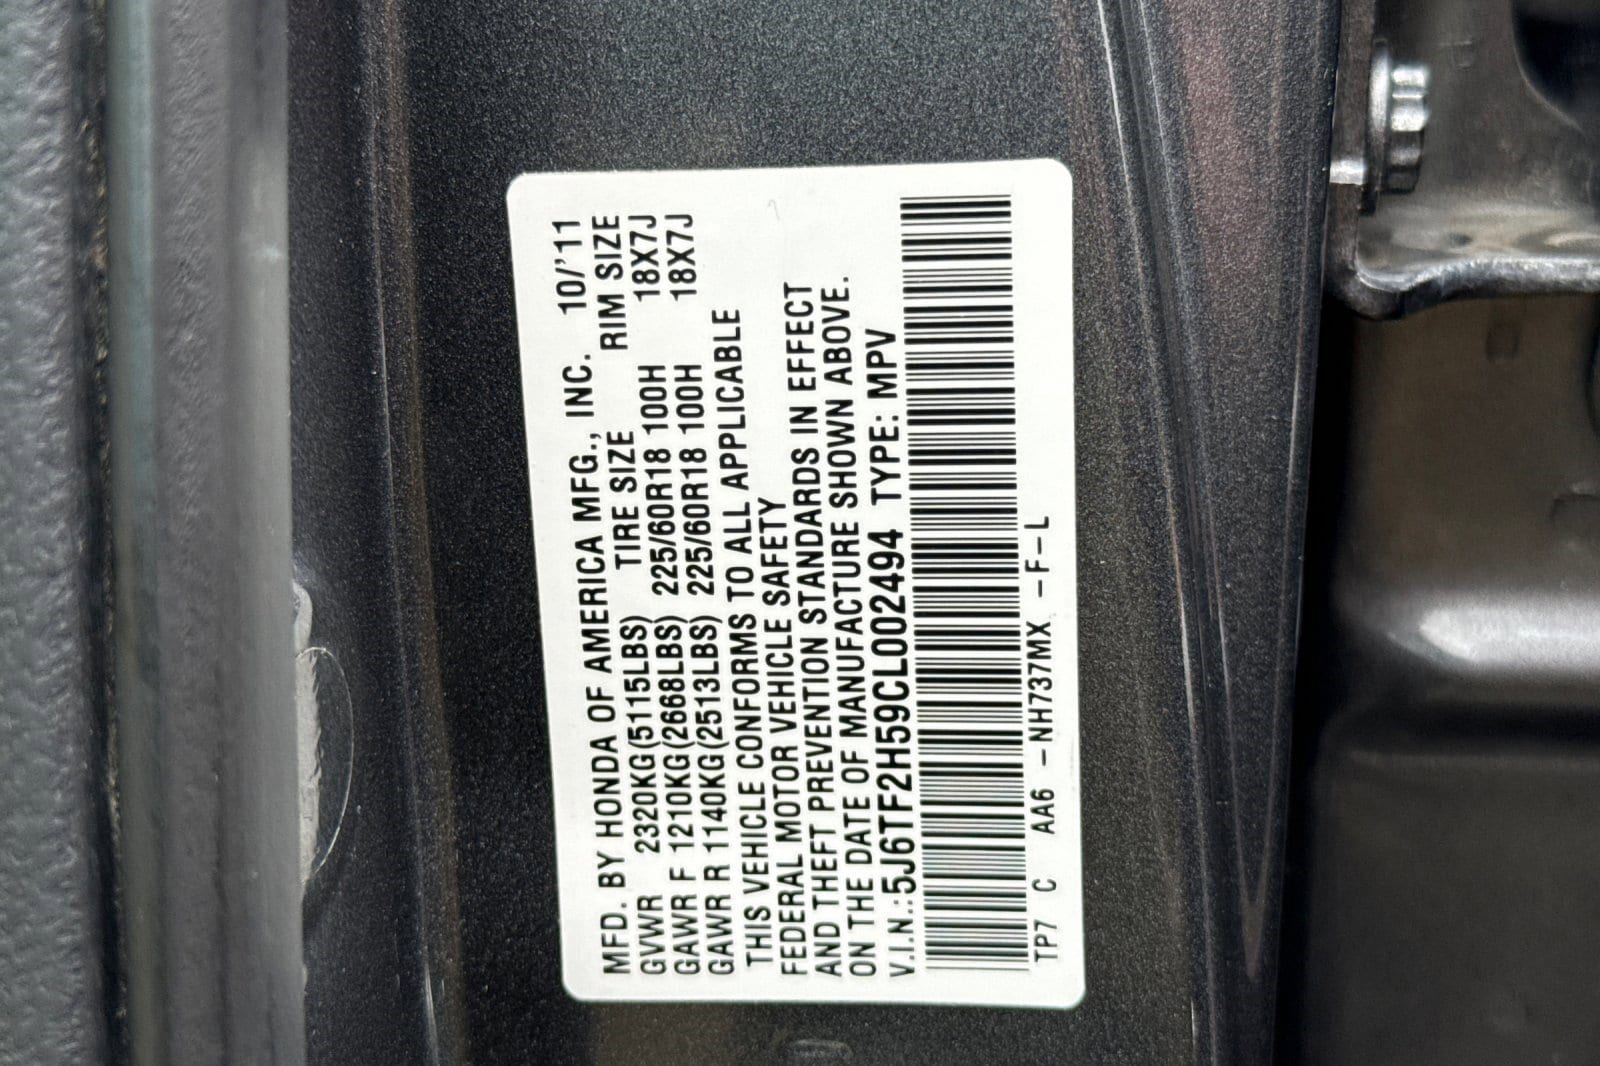 MFD. BY HONDA OF AMERICA MFG., INC. 10/'11
GVWR 2320KG(5115LBS) TIRE SIZE RIM SIZE
GAWR F 1210KG(2668LBS) 225/60R18 100H 18X7J
GAWR R 1140KG(2513LBS) 225/60R18 100H 18X7J
THIS VEHICLE CONFORMS TO ALL APPLICABLE
FEDERAL MOTOR VEHICLE SAFETY
AND THEFT PREVENTION STANDARDS IN EFFECT
ON THE DATE OF MANUFACTURE SHOWN ABOVE.
V.I.N.:5J6TF2H59CL002494 TYPE: MPV
TP7 C AA6 -NH737MX -F-L